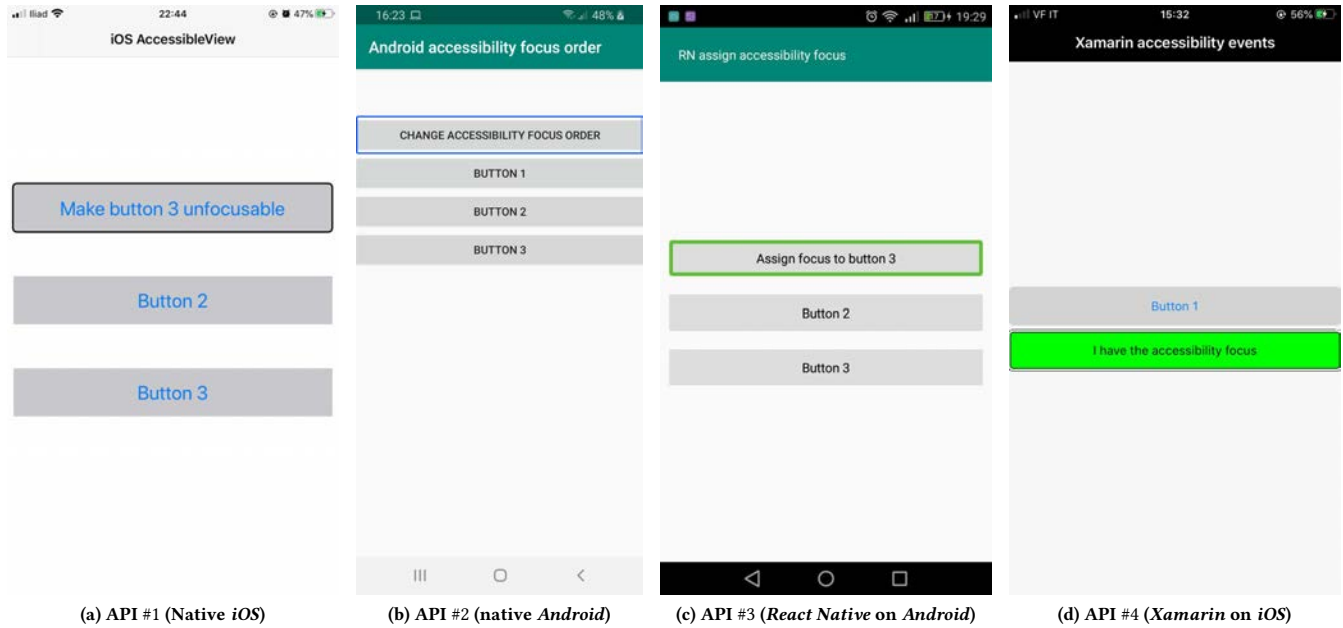 Iliad 22:44 47%
iOS AccessibleView
Make button 3 unfocusable
Button 2
Button 3
(a) API #1 (Native iOS)
16:23 48%
Android accessibility focus order
CHANGE ACCESSIBILITY FOCUS ORDER
BUTTON 1
BUTTON 2
BUTTON 3
(b) API #2 (native Android)
19:29
RN assign accessibility focus
Assign focus to button 3
Button 2
Button 3
(c) API #3 (React Native on Android)
VF IT 15:32 56%
Xamarin accessibility events
Button 1
I have the accessibility focus
(d) API #4 (Xamarin on iOS)